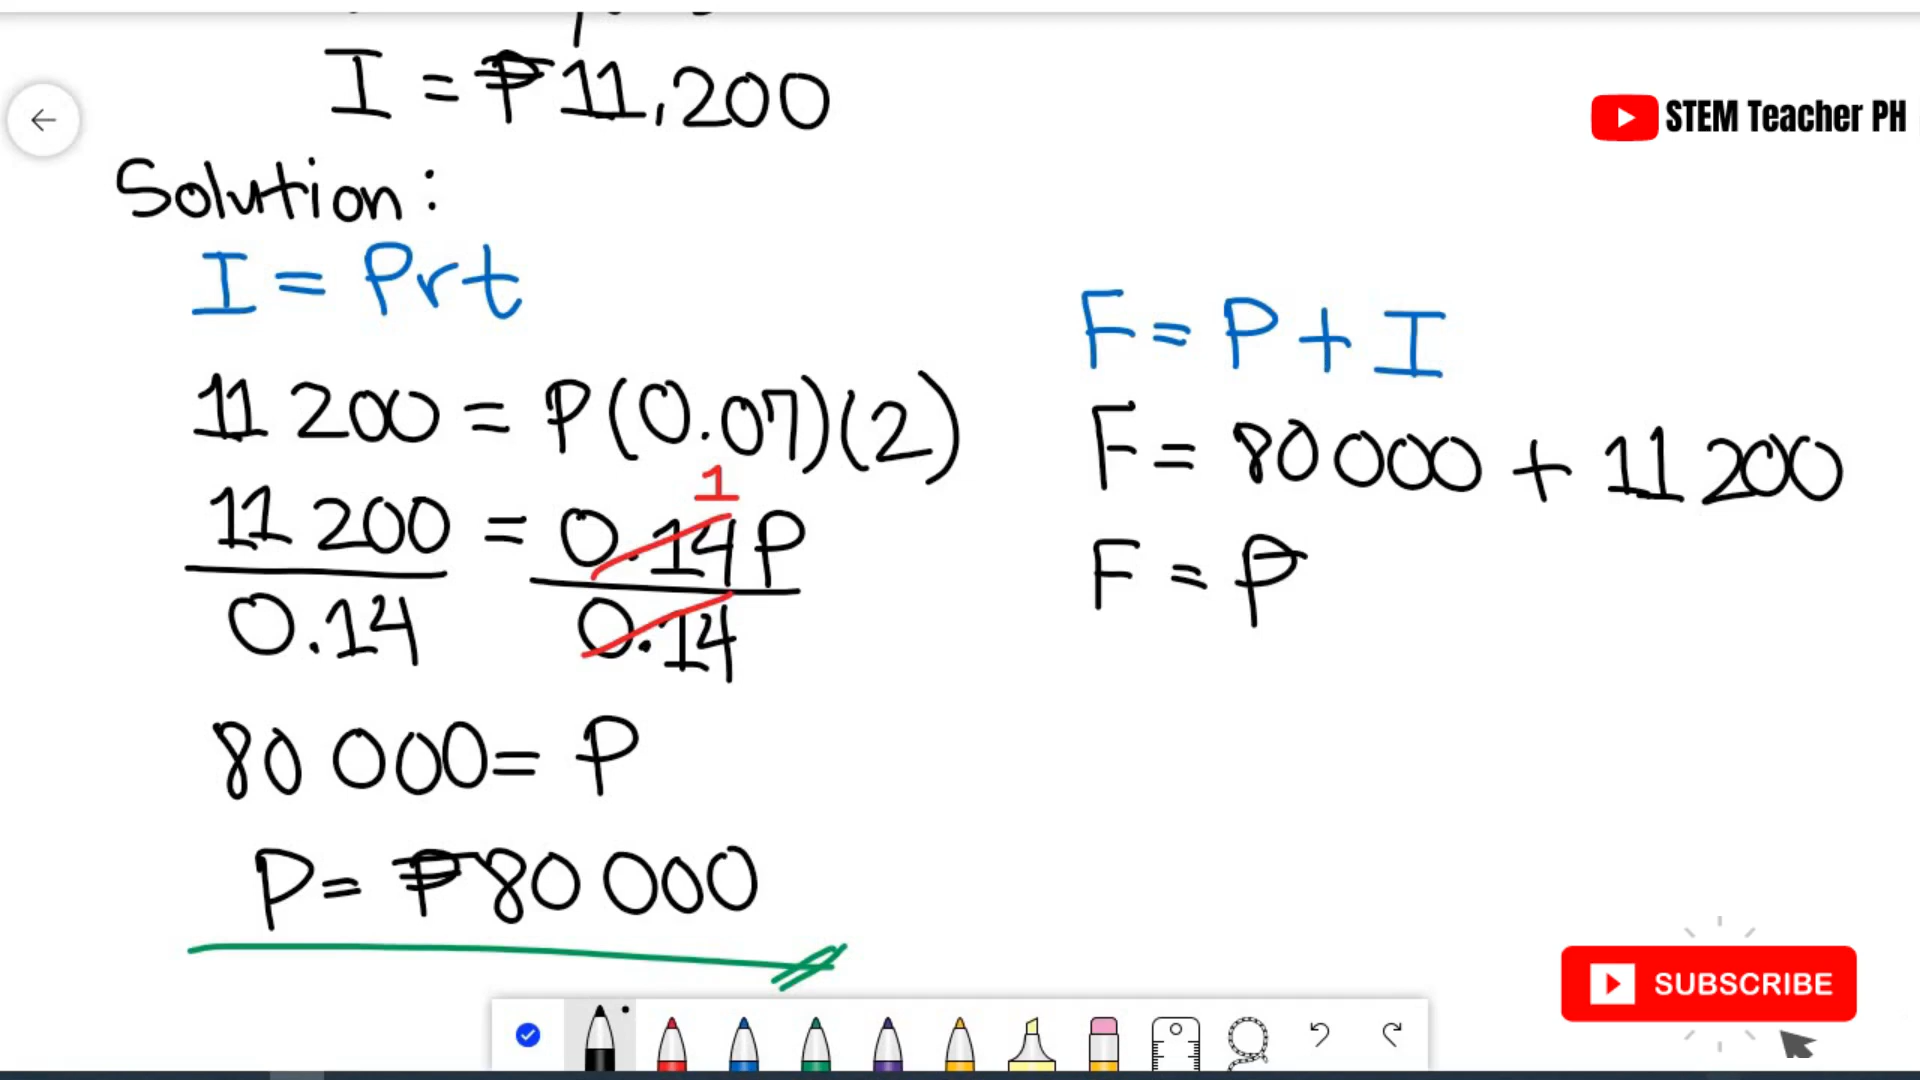 I = ₱11,200
STEM Teacher PH
Solution:
I = Prt
11 200 = P(0.07)(2)
1
11 200 = 0.14P
0.14 0.14
80 000 = P
P = ₱80 000
F = P + I
F = 80 000 + 11 200
F = P
SUBSCRIBE